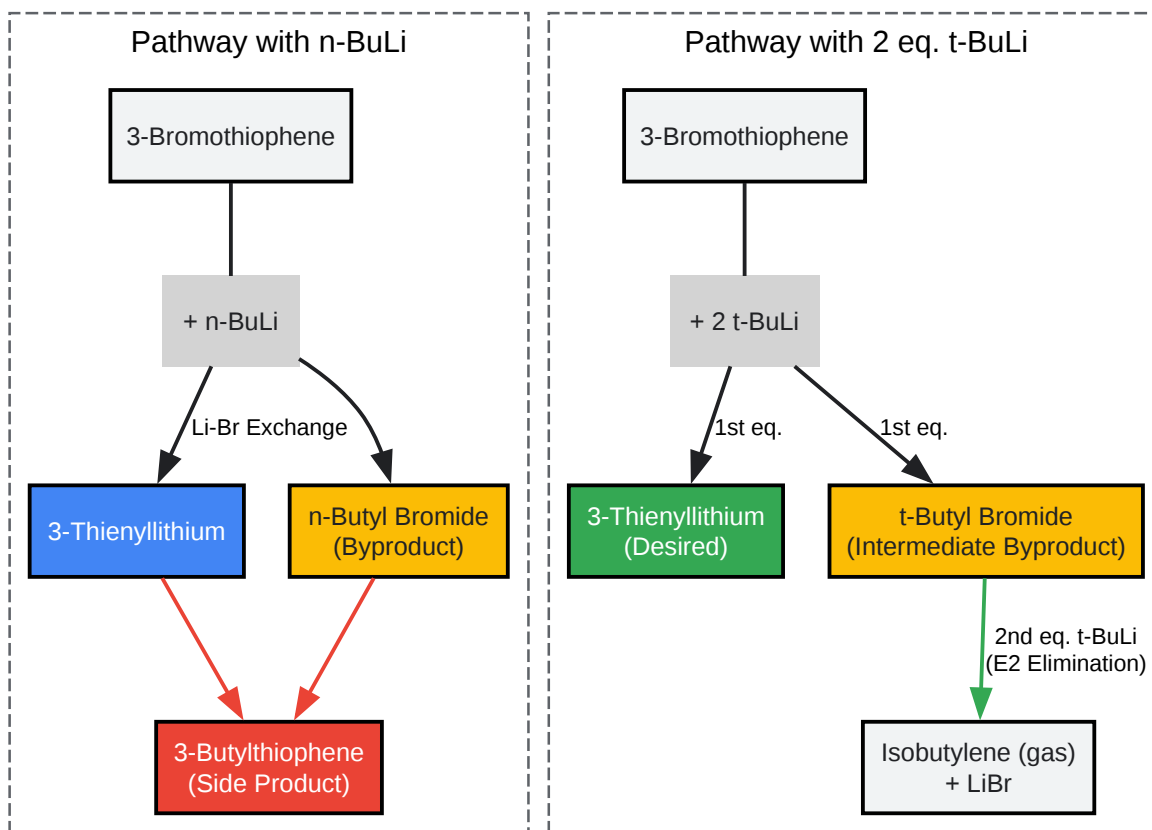 Pathway with n-BuLi
3-Bromothiophene
+ n-BuLi
Li-Br Exchange
3-Thienyllithium
n-Butyl Bromide
(Byproduct)
3-Butylthiophene
(Side Product)
Pathway with 2 eq. t-BuLi
3-Bromothiophene
+ 2 t-BuLi
1st eq.
1st eq.
3-Thienyllithium
(Desired)
t-Butyl Bromide
(Intermediate Byproduct)
2nd eq. t-BuLi
(E2 Elimination)
Isobutylene (gas)
+ LiBr